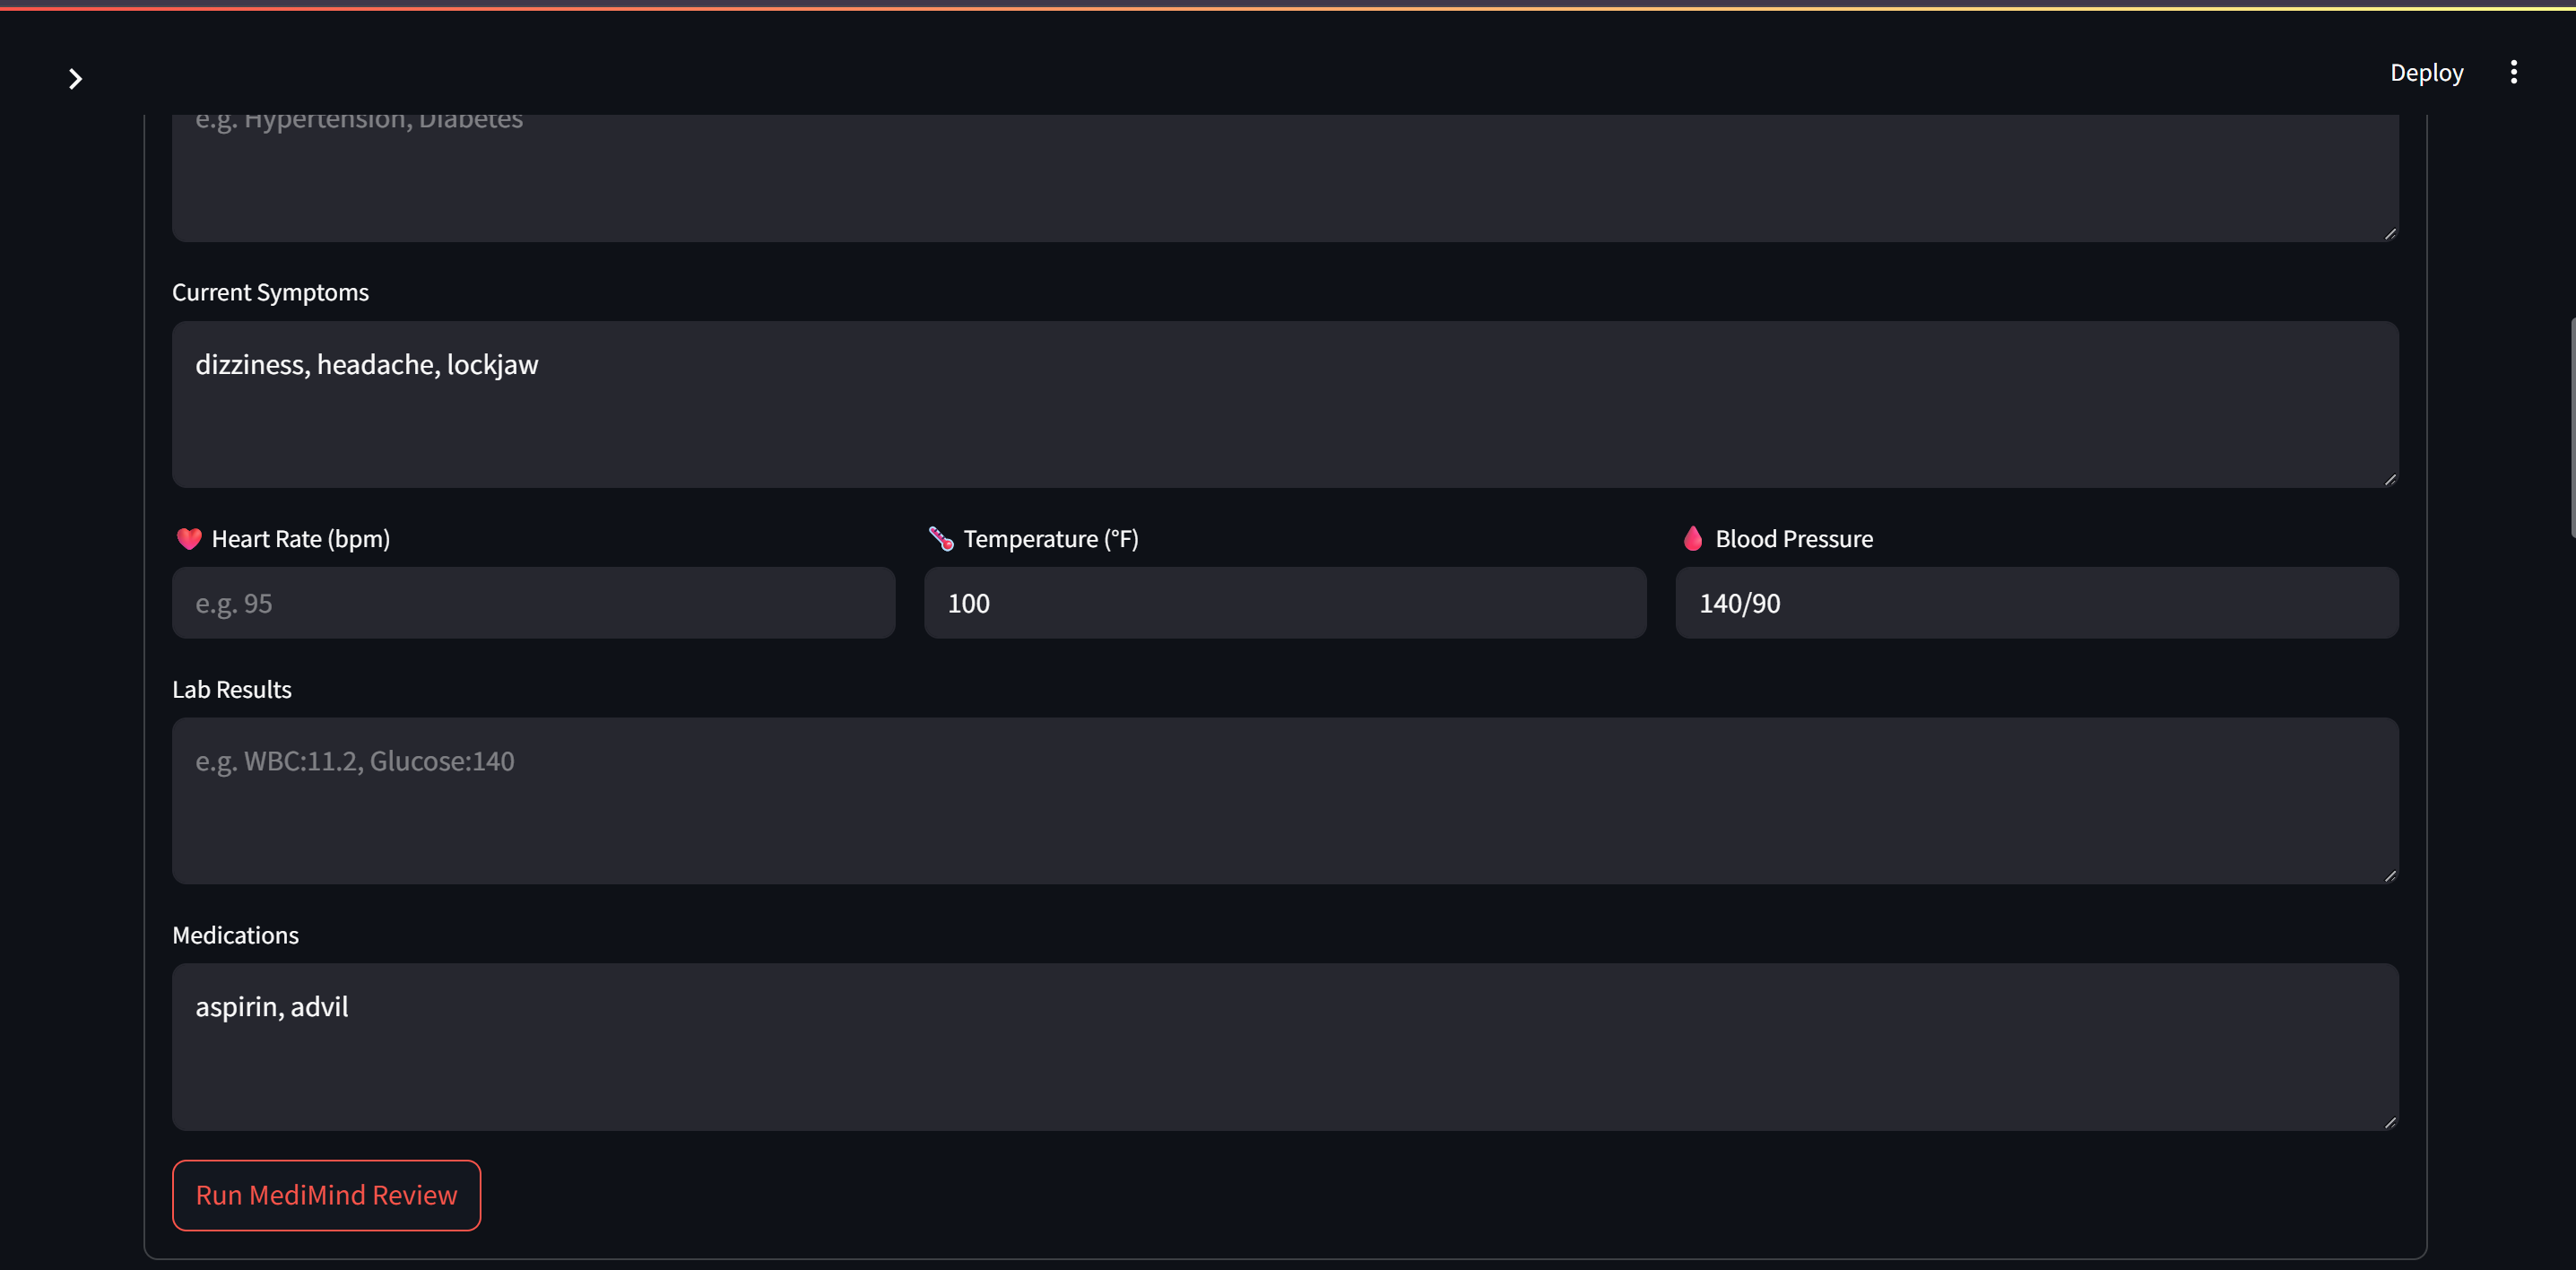 Deploy
e.g. Hypertension, Diabetes
Current Symptoms
dizziness, headache, lockjaw
Heart Rate (bpm)
Temperature (°F)
Blood Pressure
e.g. 95
100
140/90
Lab Results
e.g. WBC:11.2, Glucose:140
Medications
aspirin, advil
Run MediMind Review